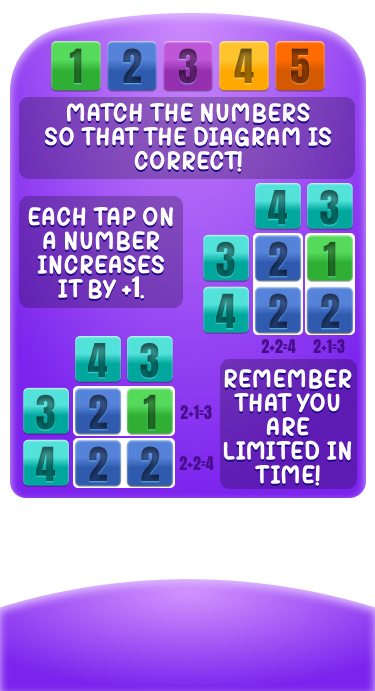 1 2 3 4 5
MATCH THE NUMBERS
SO THAT THE DIAGRAM IS
CORRECT!
EACH TAP ON
A NUMBER
INCREASES
IT BY +1.
4 3
3 2 1
4 2 2
2+2=4 2+1=3
4 3
3 2 1 2+1=3
4 2 2 2+2=4
REMEMBER
THAT YOU
ARE
LIMITED IN
TIME!